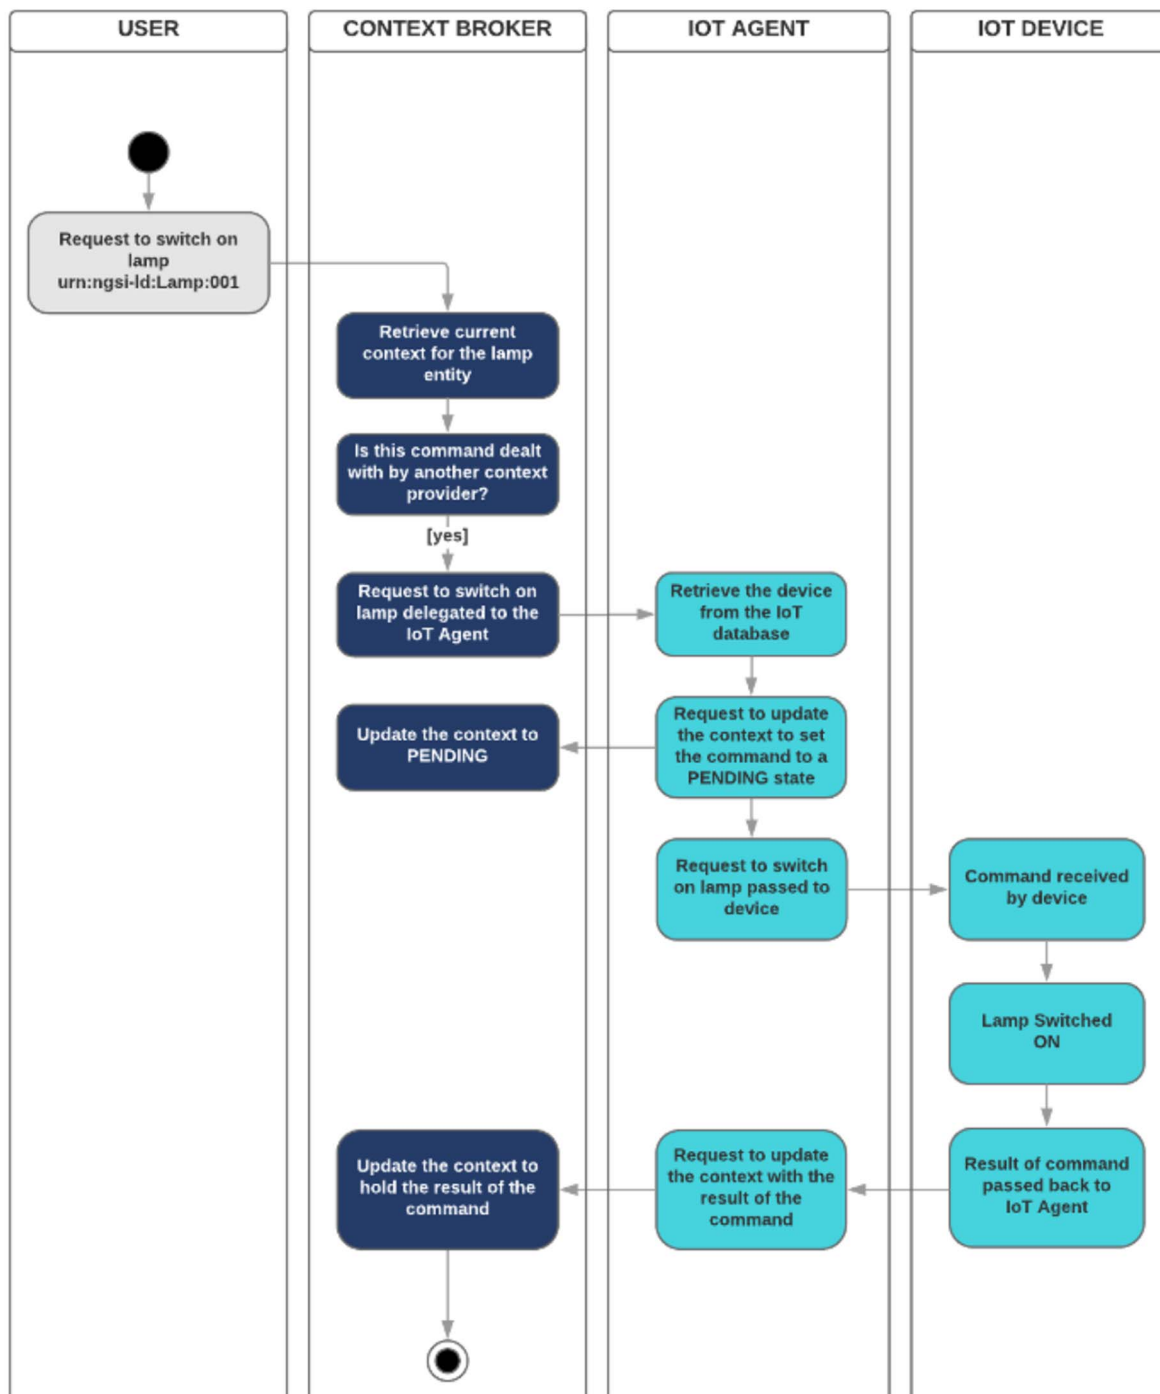 USER
CONTEXT BROKER
IOT AGENT
IOT DEVICE
Request to switch on
lamp
urn:ngsi-ld:Lamp:001
Retrieve current
context for the lamp
entity
Is this command dealt
with by another context
provider?
[yes]
Request to switch on
lamp delegated to the
IoT Agent
Retrieve the device
from the IoT
database
Request to update
the context to set
the command to a
PENDING state
Update the context to
PENDING
Request to switch
on lamp passed to
device
Command received
by device
Lamp Switched
ON
Result of command
passed back to
IoT Agent
Request to update
the context with the
result of the
command
Update the context to
hold the result of the
command